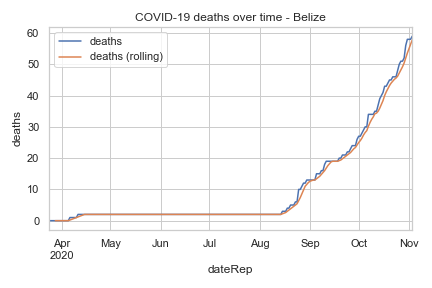 COVID-19 deaths over time - Belize
deaths
deaths (rolling)
60
50
40
30
20
10
0
deaths
Apr May Jun Jul Aug Sep Oct Nov
2020
dateRep